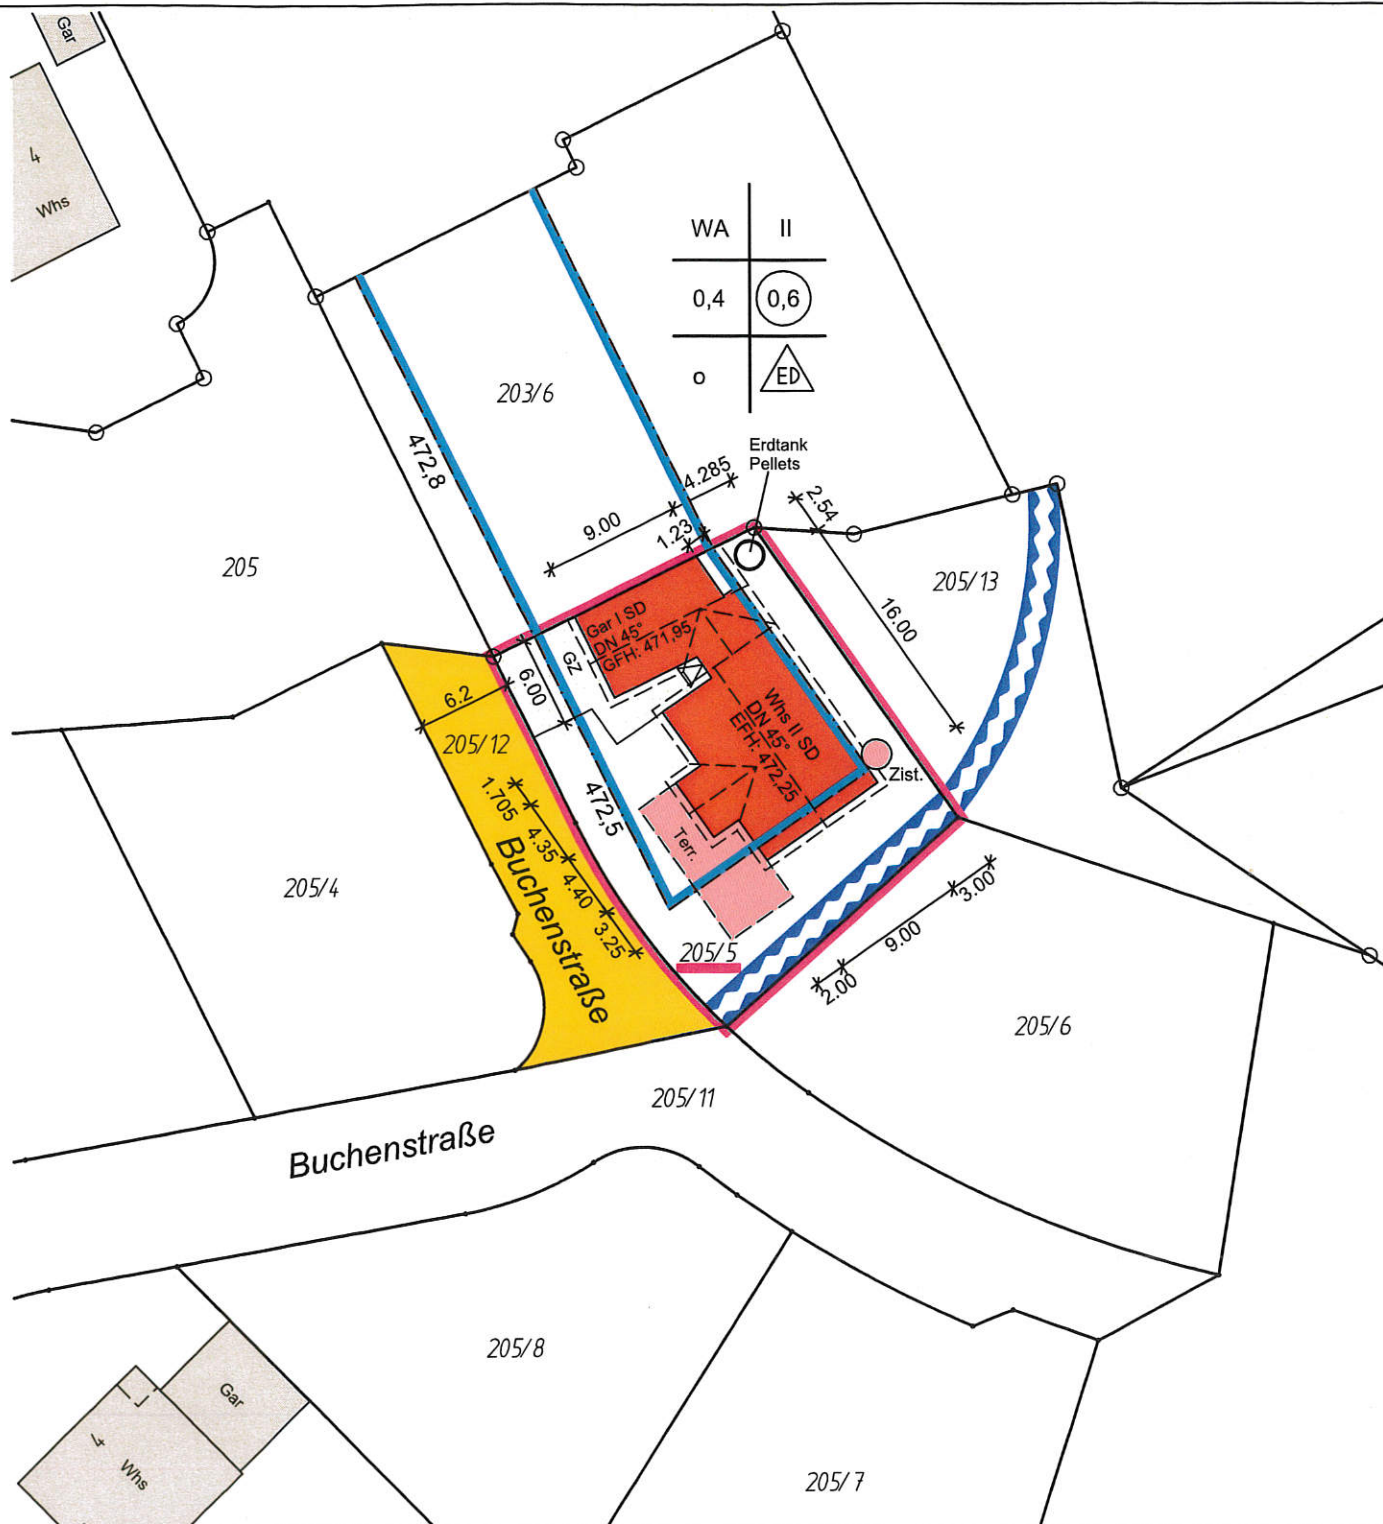 Gar
4
Whs
WA
II
0,4
0,6
o
ED
203/6
472,8
Erdtank
Pellets
4.285
9.00
1.23
2.54
205
205/13
16.00
Gar I SD
DN 45°
GFH: 471,95
GZ
6.00
6.2
205/12
Whs II SD
DN 45°
EFH: 472,25
Zist.
472,5
1.705
4.35
4.40
3.25
Terr.
Buchenstraße
205/4
205/5
3.00
9.00
2.00
205/6
205/11
Buchenstraße
205/8
Gar
4
Whs
205/7